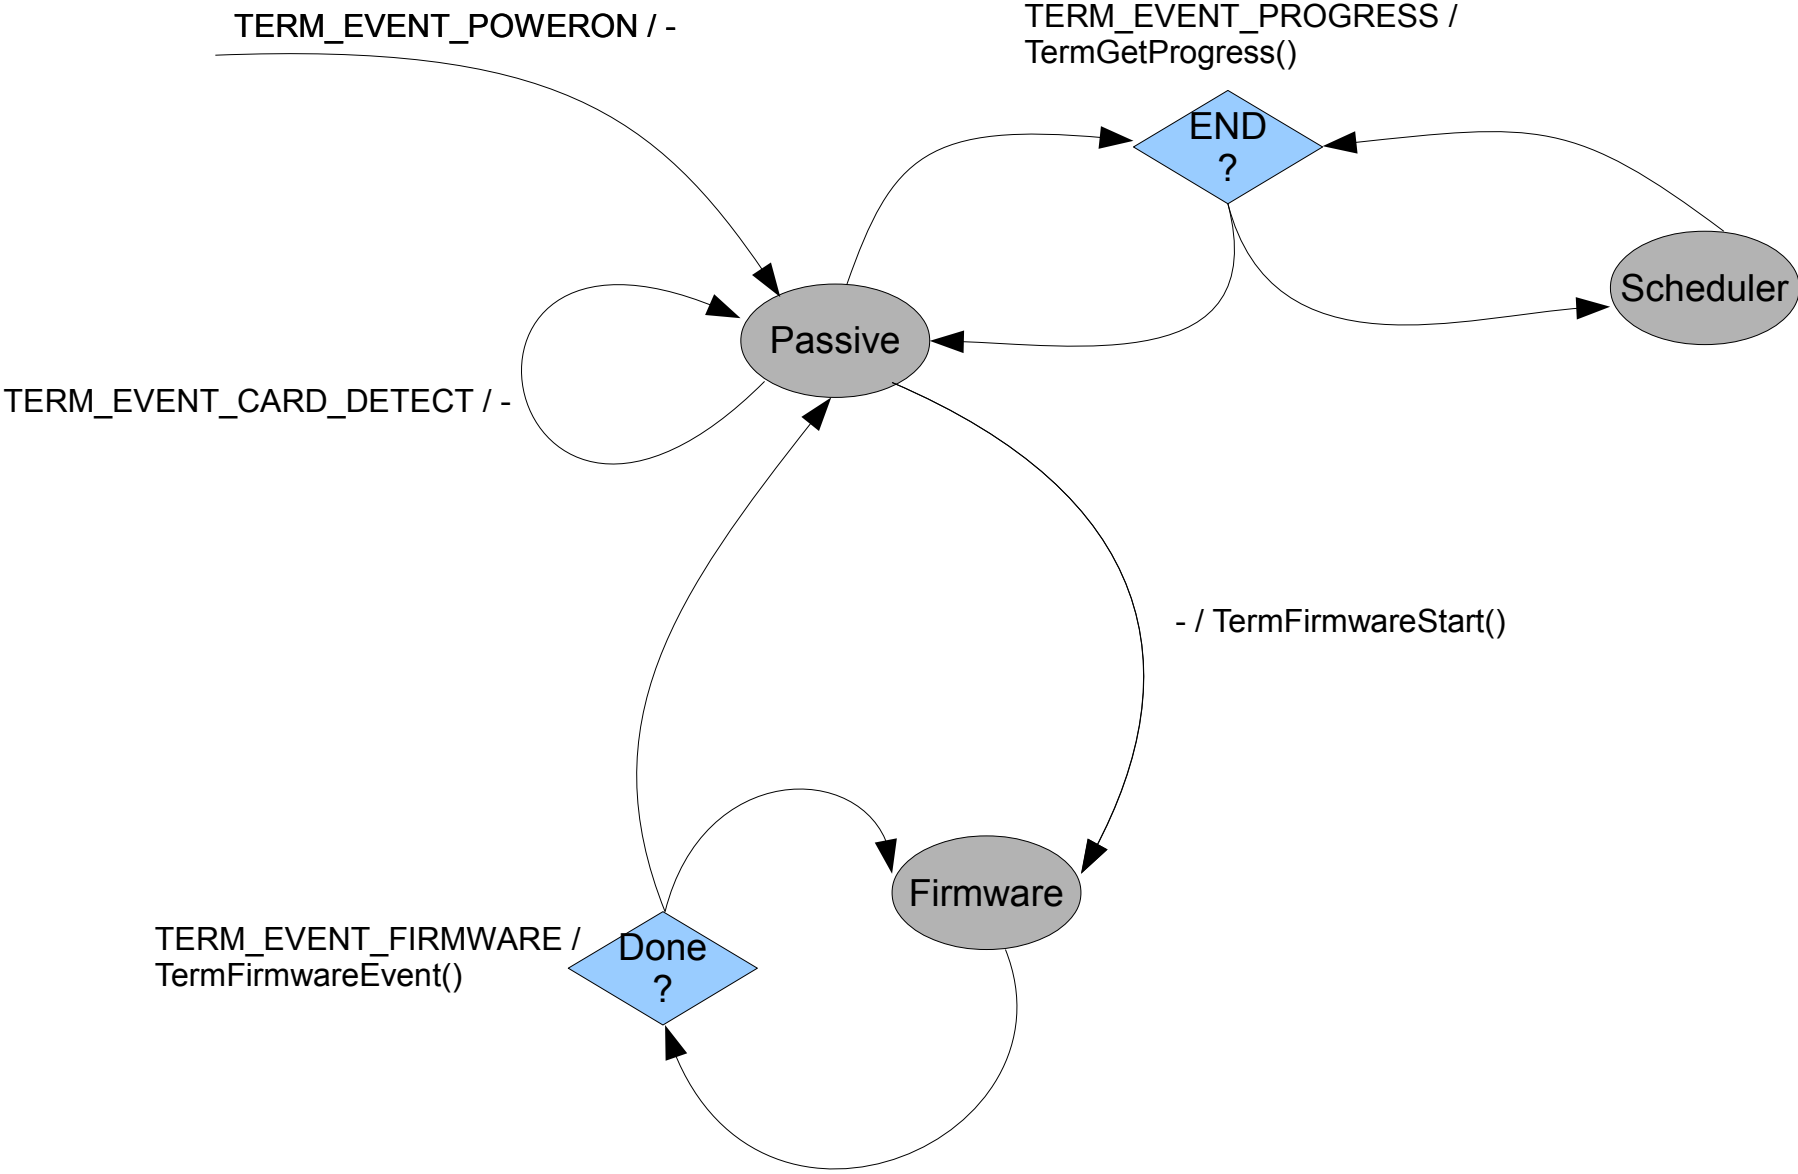 TERM_EVENT_POWERON / -
TERM_EVENT_PROGRESS /
TermGetProgress()
END
?
Scheduler
Passive
TERM_EVENT_CARD_DETECT / -
- / TermFirmwareStart()
Firmware
TERM_EVENT_FIRMWARE /
TermFirmwareEvent()
Done
?